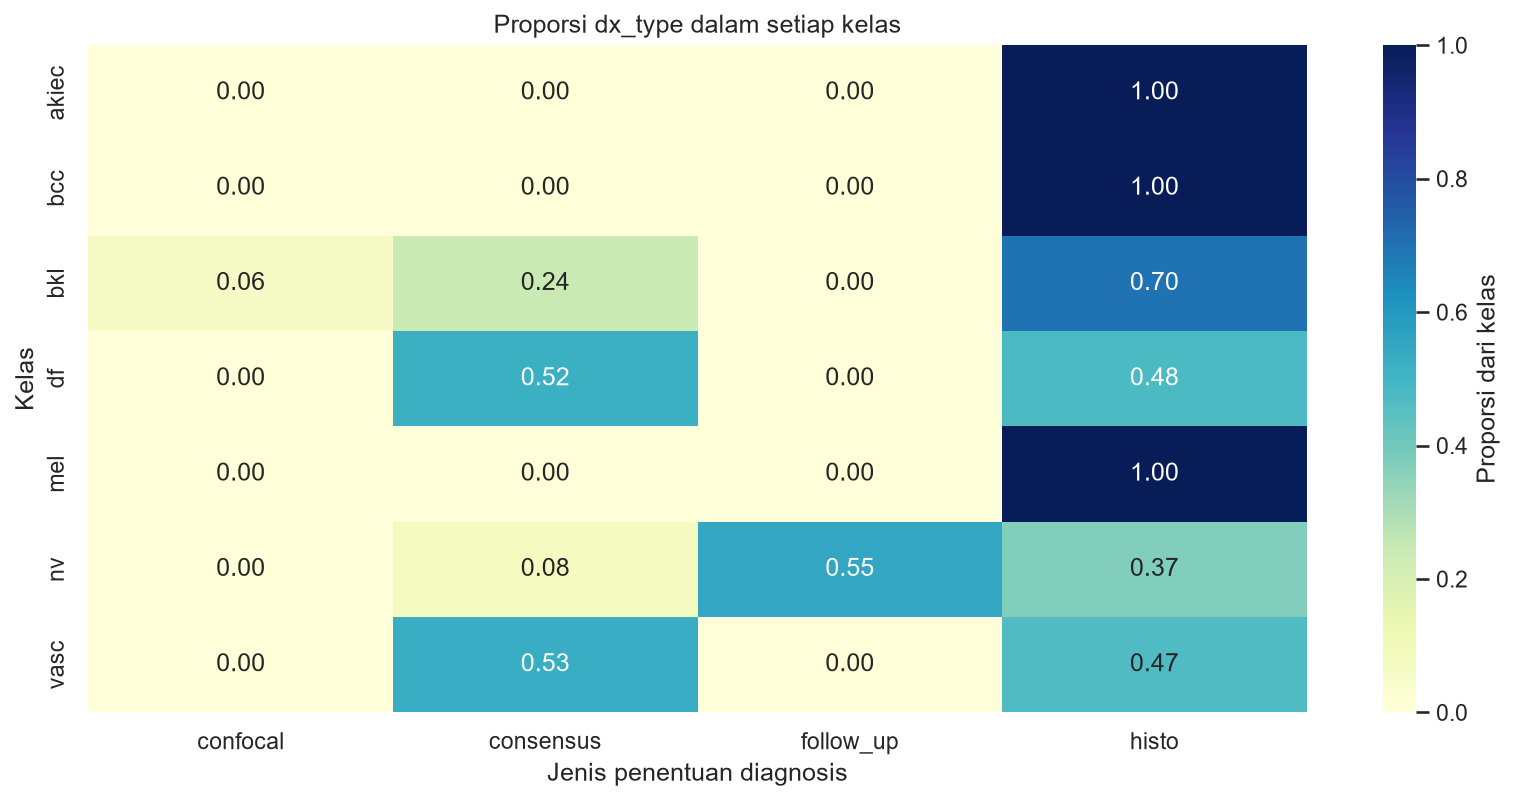 Proporsi dx_type dalam setiap kelas
akiec 0.00 0.00 0.00 1.00
bcc 0.00 0.00 0.00 1.00
bkl 0.06 0.24 0.00 0.70
df 0.00 0.52 0.00 0.48
mel 0.00 0.00 0.00 1.00
nv 0.00 0.08 0.55 0.37
vasc 0.00 0.53 0.00 0.47
Kelas
confocal consensus follow_up histo
Jenis penentuan diagnosis
1.0
0.8
0.6
0.4
0.2
0.0
Proporsi dari kelas